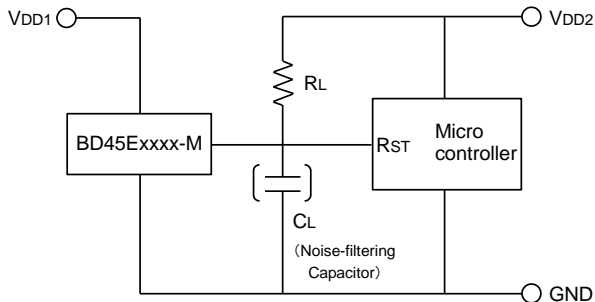 VDD1
VDD2
RL
BD45Exxxx-M
RST
Micro
controller
CL
（Noise-filtering
Capacitor）
GND